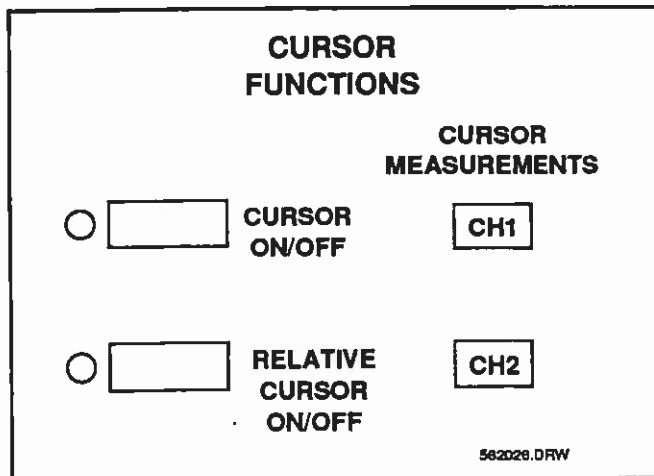 CURSOR
FUNCTIONS
CURSOR
MEASUREMENTS
CURSOR
ON/OFF
CH1
RELATIVE
CURSOR
ON/OFF
CH2
562026.DRW